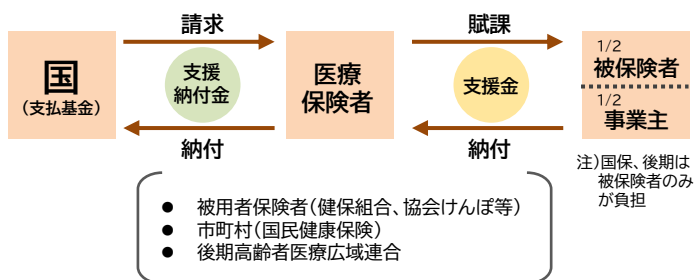 請求
賦課
国
(支払基金)
支援
納付金
医療
保険者
支援金
1/2
被保険者
1/2
事業主
納付
納付
注)国保、後期は
被保険者のみ
が負担
● 被用者保険者(健保組合、協会けんぽ等)
● 市町村(国民健康保険)
● 後期高齢者医療広域連合